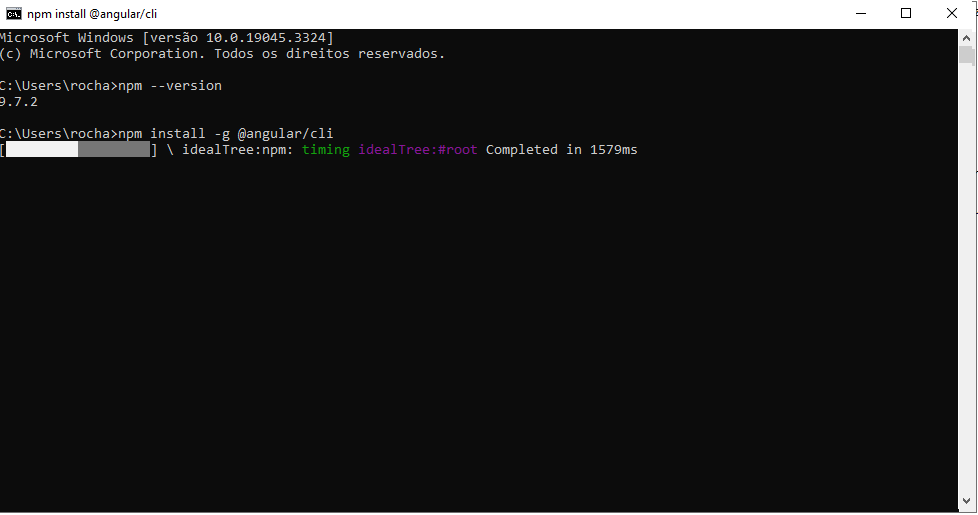 npm install @angular/cli
Microsoft Windows [versão 10.0.19045.3324]
(c) Microsoft Corporation. Todos os direitos reservados.
C:\Users\rocha>npm --version
9.7.2
C:\Users\rocha>npm install -g @angular/cli
[                  ] \ idealTree:npm: timing idealTree:#root Completed in 1579ms